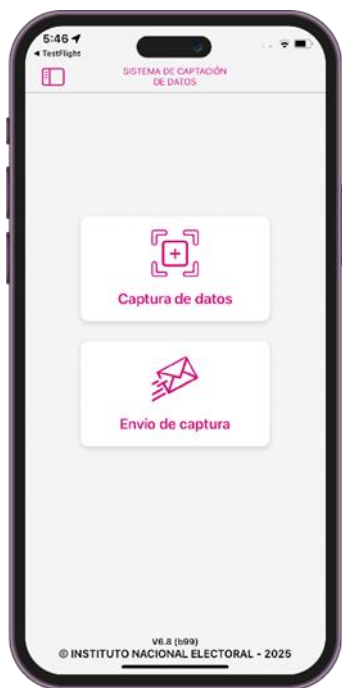 5:46
◀ TestFlight
SISTEMA DE CAPTACIÓN
DE DATOS
Captura de datos
Envio de captura
V6.8 (b99)
© INSTITUTO NACIONAL ELECTORAL - 2025